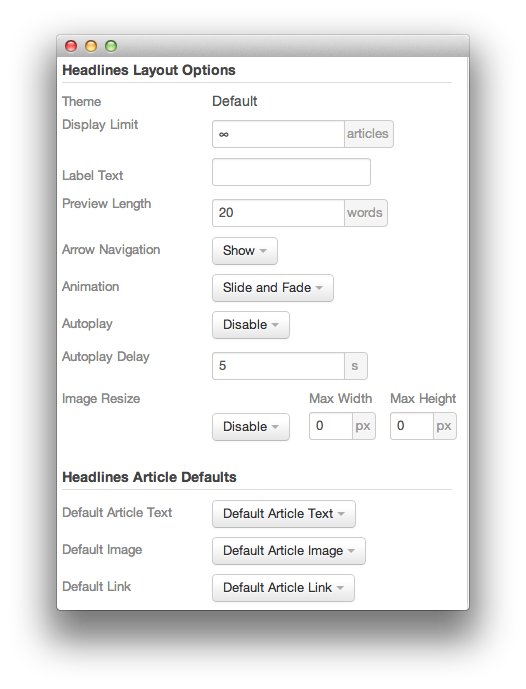 Headlines Layout Options
Theme Default
Display Limit ∞ articles
Label Text
Preview Length 20 words
Arrow Navigation Show
Animation Slide and Fade
Autoplay Disable
Autoplay Delay 5 s
Image Resize Max Width Max Height
Disable 0 px 0 px
Headlines Article Defaults
Default Article Text Default Article Text
Default Image Default Article Image
Default Link Default Article Link